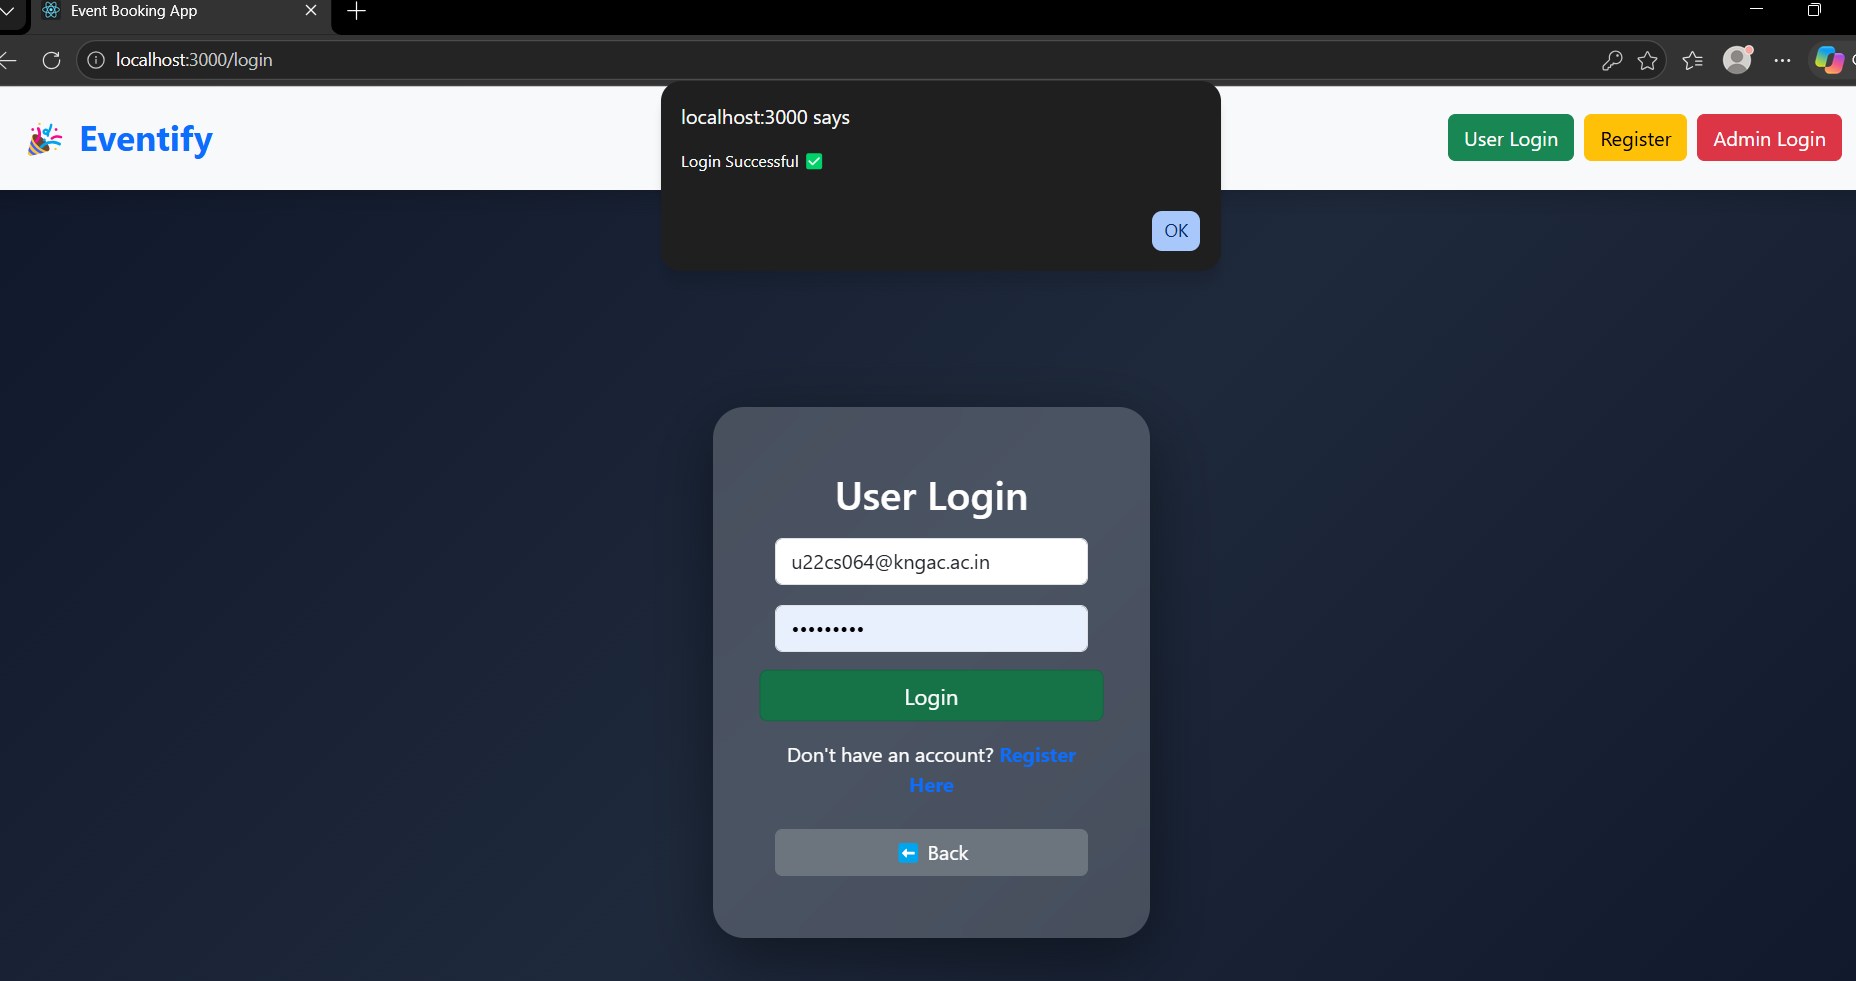 Event Booking App
localhost:3000/login
localhost:3000 says
Login Successful ✅
OK
🎉 Eventify
User Login
Register
Admin Login
User Login
u22cs064@kngac.ac.in
•••••••••
Login
Don't have an account? Register
Here
⬅️ Back